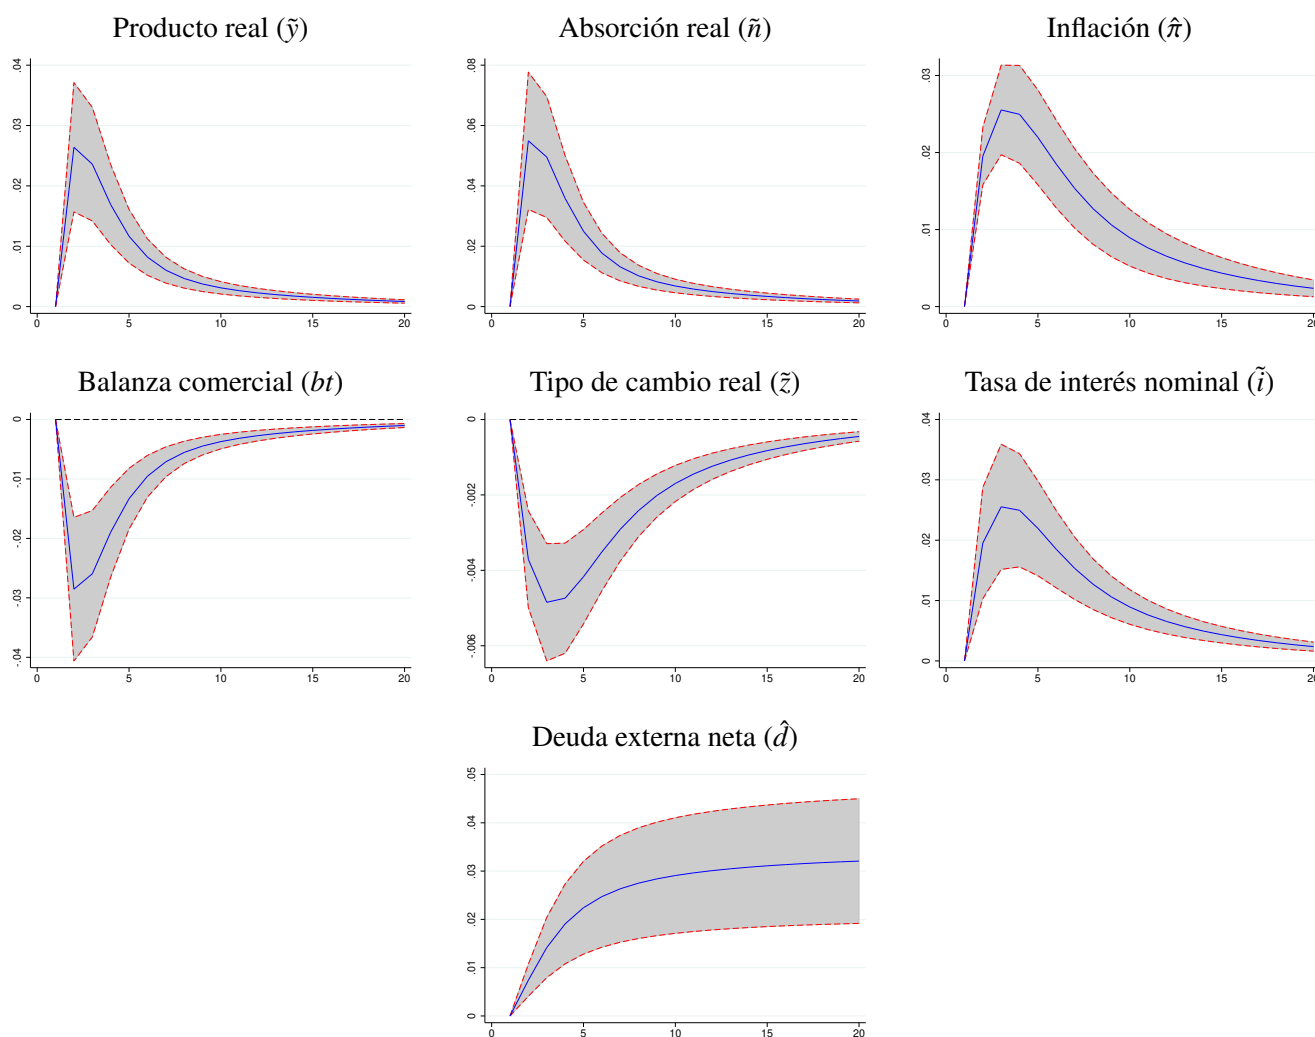 Producto real (ỹ)
Absorción real (ñ)
Inflación (π̂)
.04
.03
.02
.01
0
0 5 10 15 20
.08
.06
.04
.02
0
0 5 10 15 20
.03
.02
.01
0
0 5 10 15 20
Balanza comercial (bt)
Tipo de cambio real (z̃)
Tasa de interés nominal (ĩ)
0
-.01
-.02
-.03
-.04
0 5 10 15 20
0
-.002
-.004
-.006
0 5 10 15 20
.04
.03
.02
.01
0
0 5 10 15 20
Deuda externa neta (d̂)
.05
.04
.03
.02
.01
0
0 5 10 15 20